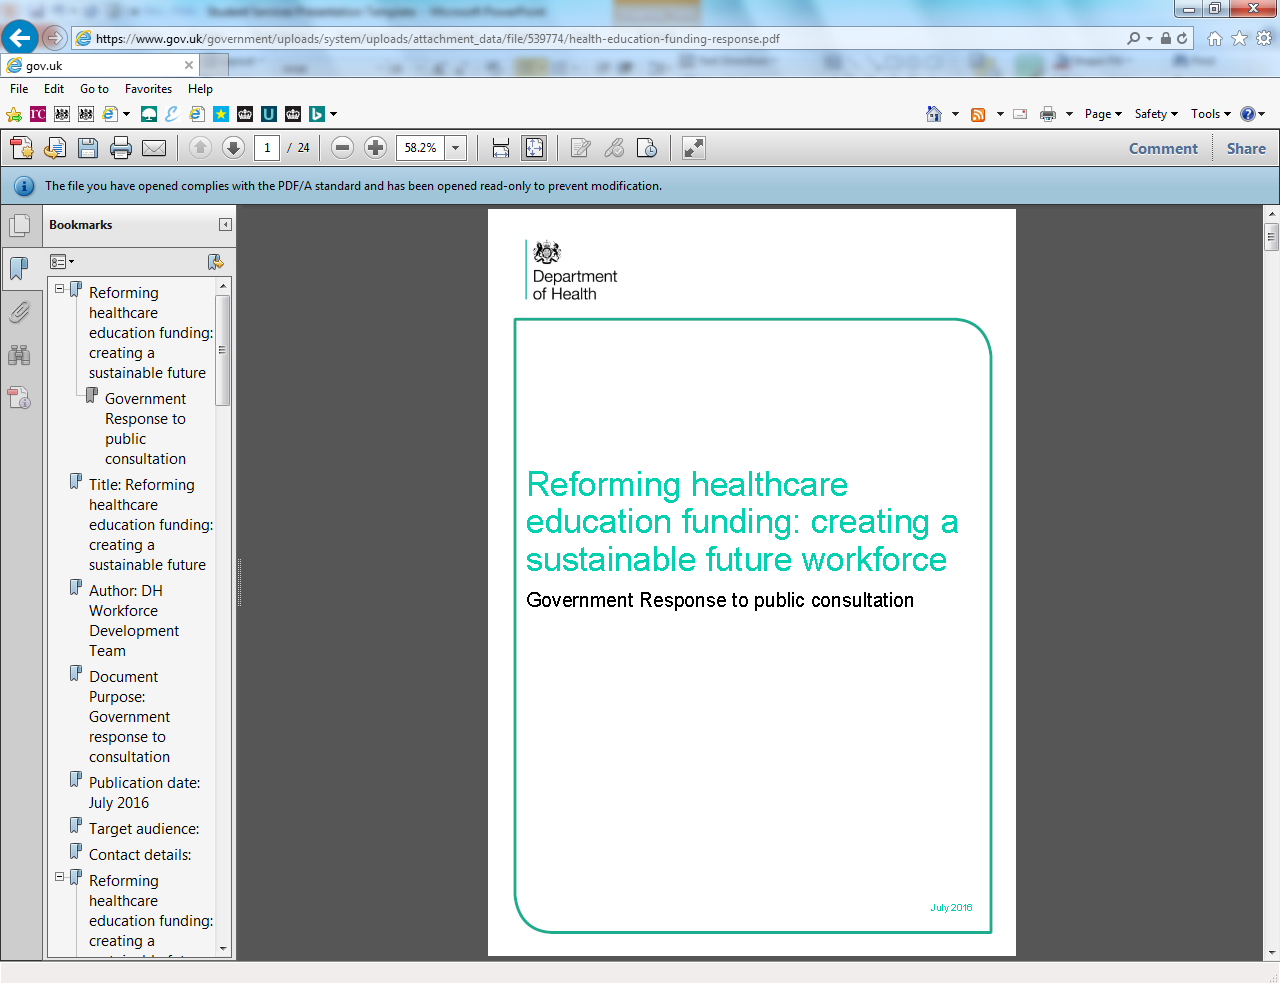 Student Services Presentation Template - Microsoft PowerPoint
https://www.gov.uk/government/uploads/system/uploads/attachment_data/file/539774/health-education-funding-response.pdf
gov.uk
File Edit Go to Favorites Help
Page Safety Tools
1 / 24 58.2% Comment Share
The file you have opened complies with the PDF/A standard and has been opened read-only to prevent modification.
Bookmarks
Reforming
healthcare
education funding:
creating a
sustainable future
Government
Response to
public
consultation
Title: Reforming
healthcare
education funding:
creating a
sustainable future
Author: DH
Workforce
Development
Team
Document
Purpose:
Government
response to
consultation
Publication date:
July 2016
Target audience:
Contact details:
Reforming
healthcare
education funding:
creating a
Department
of Health
Reforming healthcare
education funding: creating a
sustainable future workforce
Government Response to public consultation
July 2016